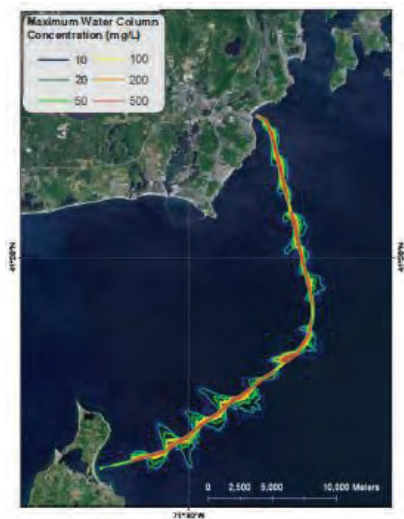 Maximum Water Column
Concentration (mg/L)
10 100
20 200
50 500
0 2,500 5,000 10,000 Meters